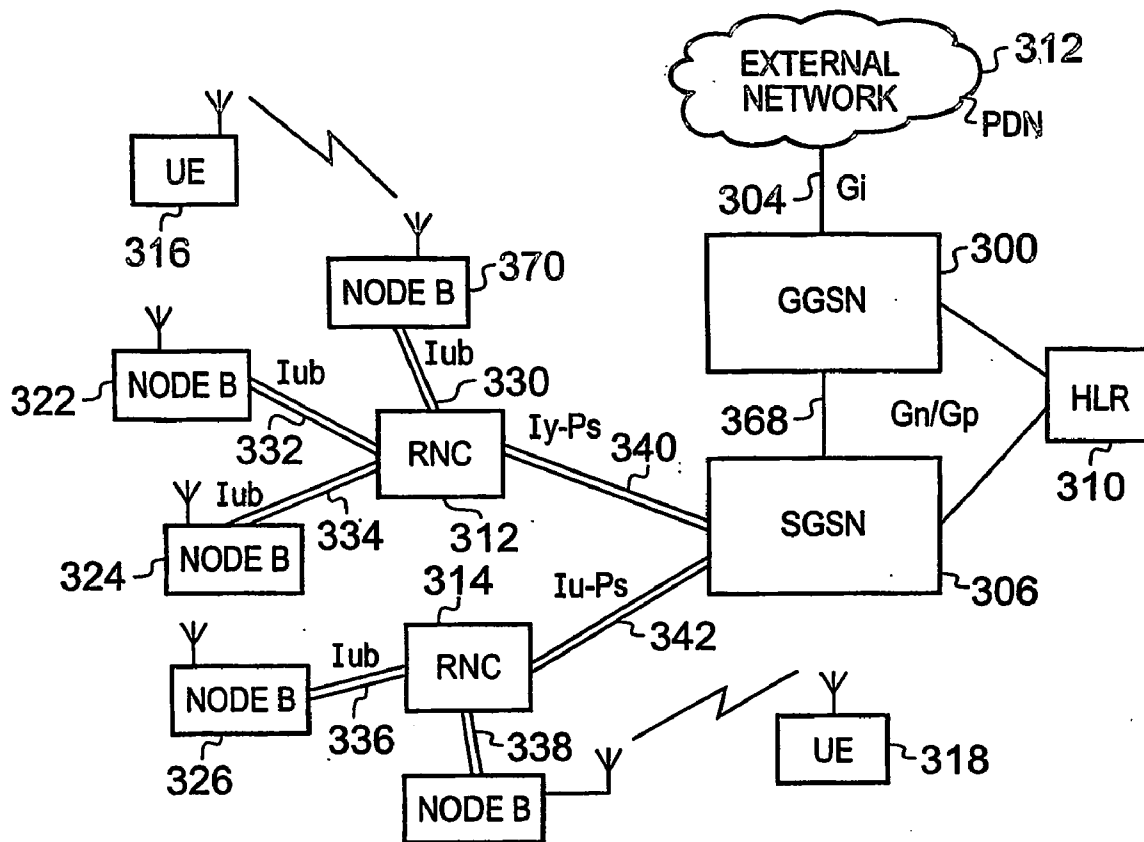 EXTERNAL
NETWORK
312
PDN
304
Gi
UE
316
NODE B
370
GGSN
300
Iub
330
NODE B
322
Iub
332
368
Gn/Gp
HLR
310
RNC
312
Iy-Ps
340
SGSN
306
Iub
334
NODE B
324
314
Iu-Ps
342
RNC
Iub
336
NODE B
326
338
UE
318
NODE B